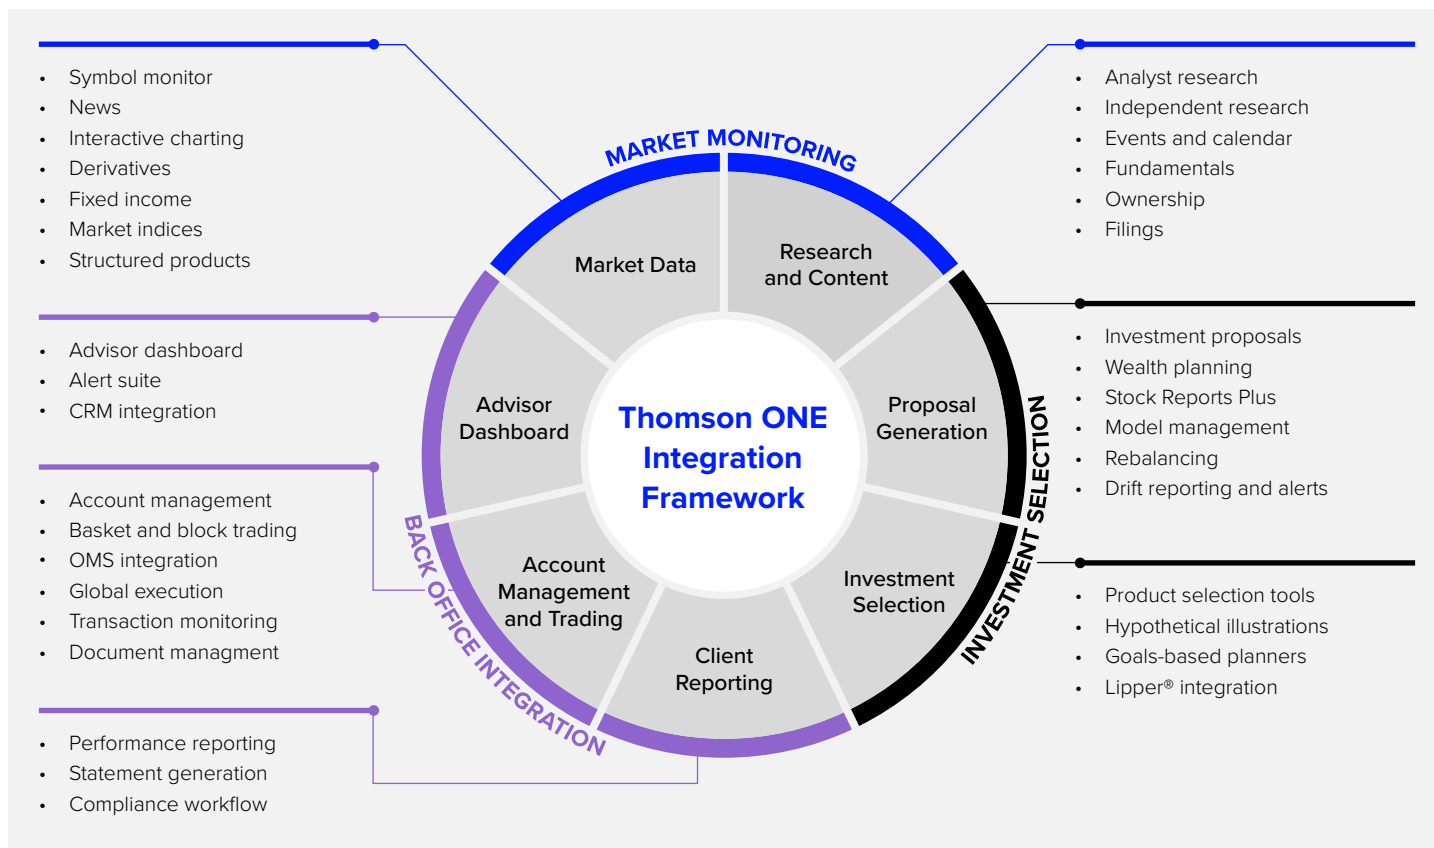 Symbol monitor
News
Interactive charting
Derivatives
Fixed income
Market indices
Structured products
Advisor dashboard
Alert suite
CRM integration
Account management
Basket and block trading
OMS integration
Global execution
Transaction monitoring
Document managment
Performance reporting
Statement generation
Compliance workflow
MARKET MONITORING
Market Data
Research
and Content
Advisor
Dashboard
Proposal
Generation
Thomson ONE
Integration
Framework
Account
Management
and Trading
Investment
Selection
Client
Reporting
BACK OFFICE INTEGRATION
INVESTMENT SELECTION
Analyst research
Independent research
Events and calendar
Fundamentals
Ownership
Filings
Investment proposals
Wealth planning
Stock Reports Plus
Model management
Rebalancing
Drift reporting and alerts
Product selection tools
Hypothetical illustrations
Goals-based planners
Lipper® integration